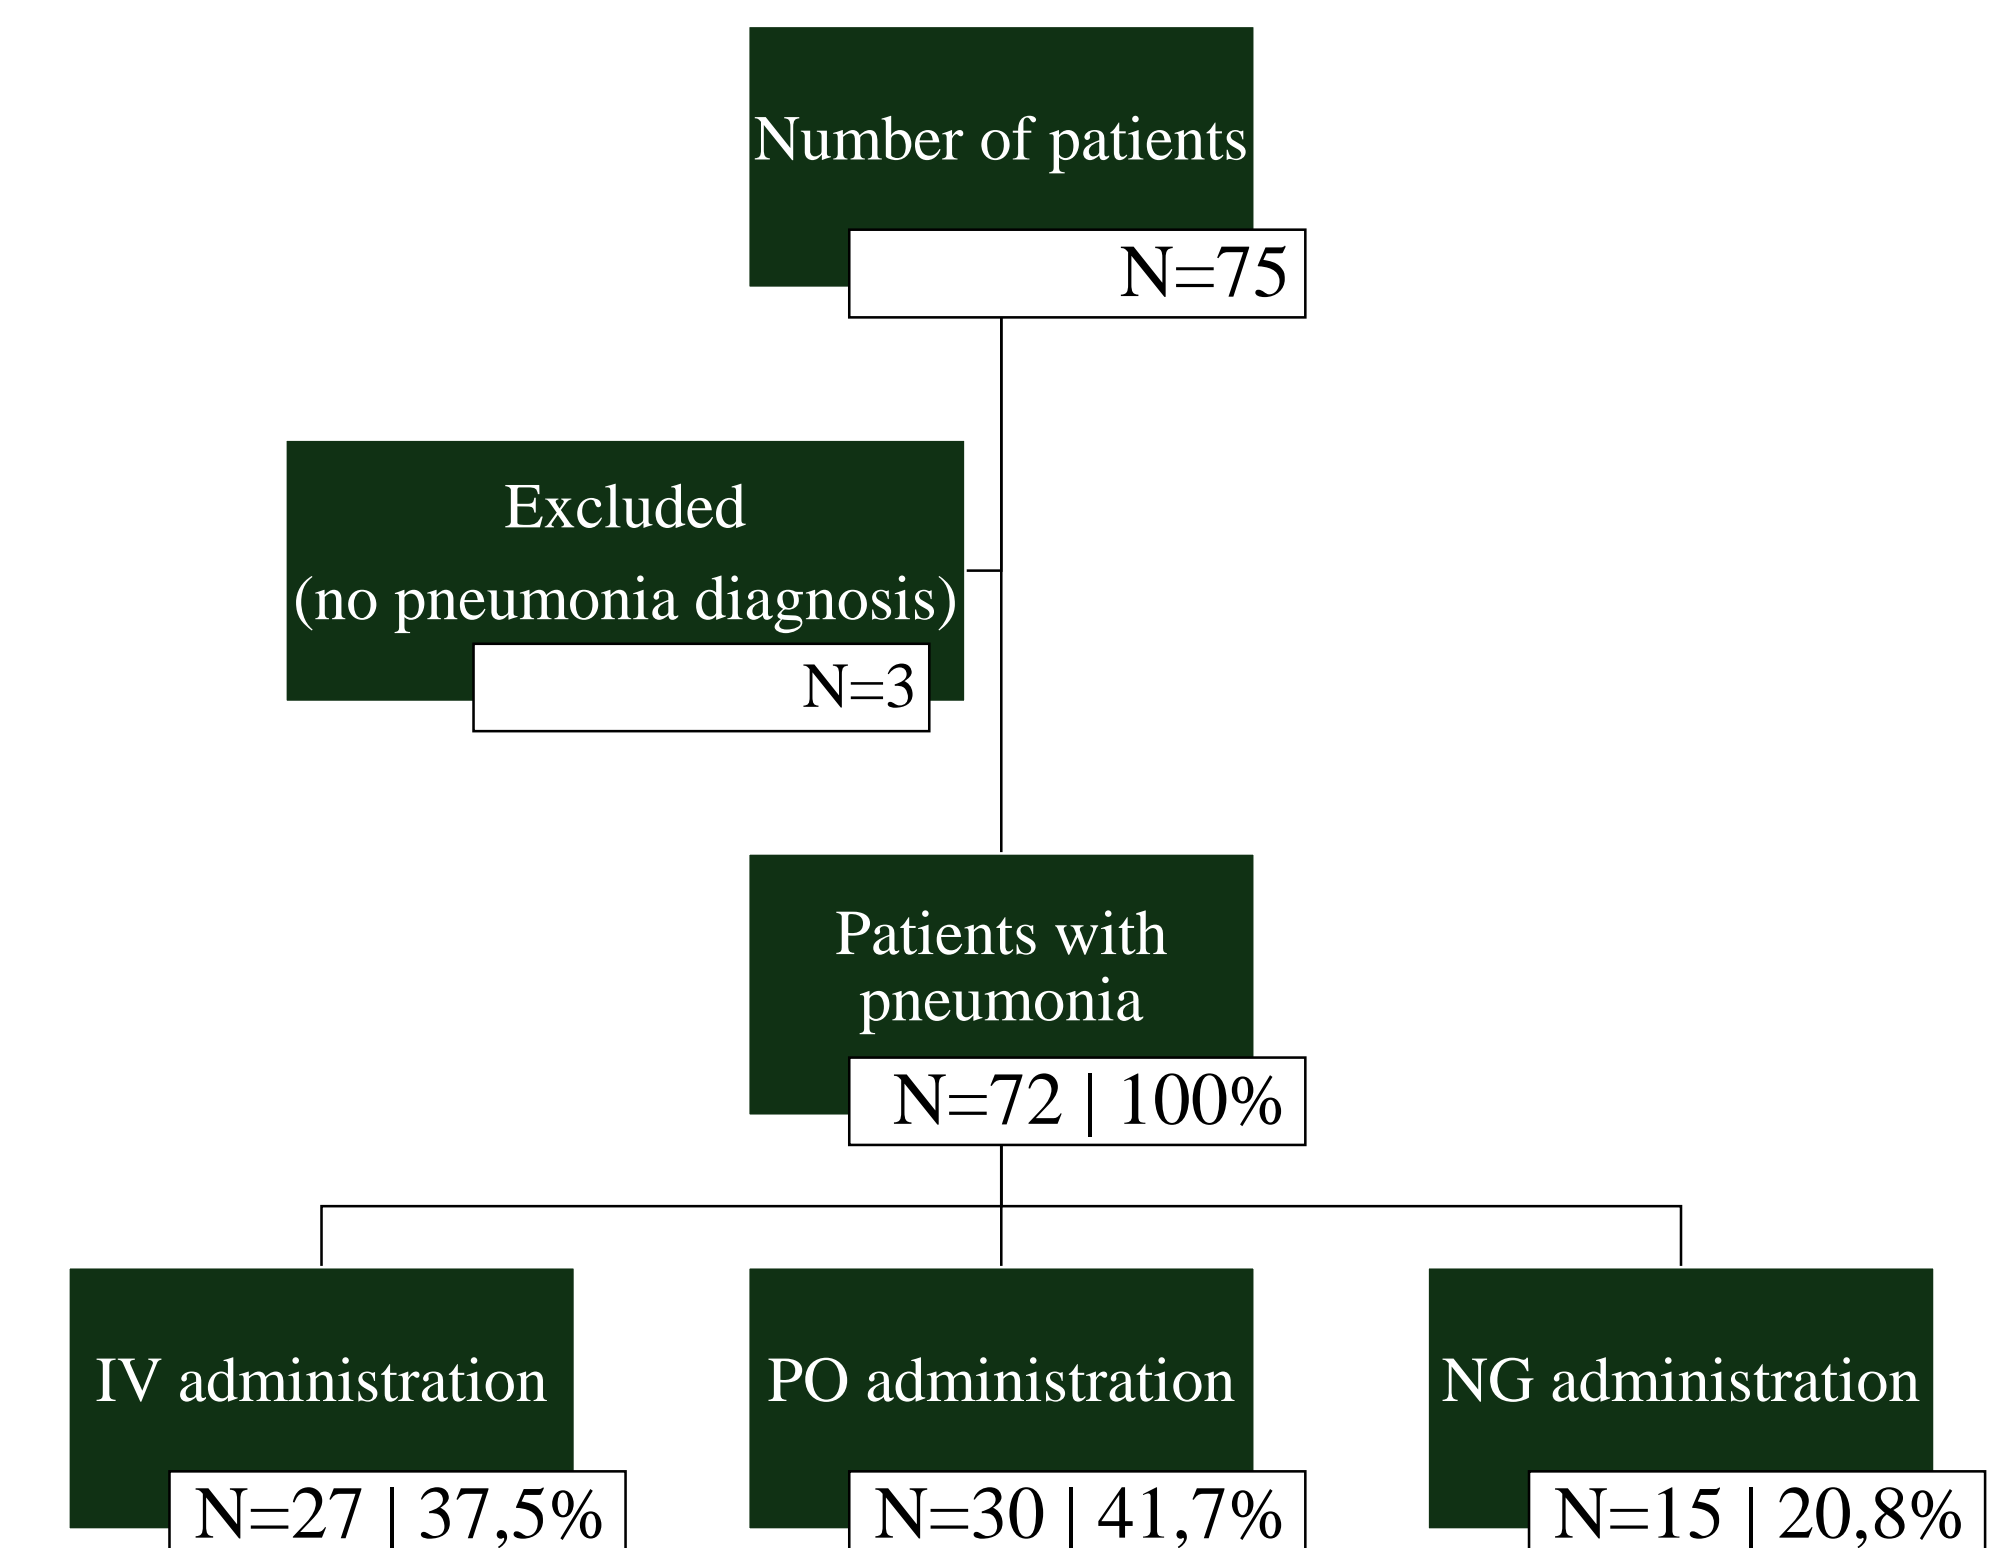 Number of patients
N=75
Excluded
(no pneumonia diagnosis)
N=3
Patients with
pneumonia
N=72 | 100%
IV administration
N=27 | 37,5%
PO administration
N=30 | 41,7%
NG administration
N=15 | 20,8%